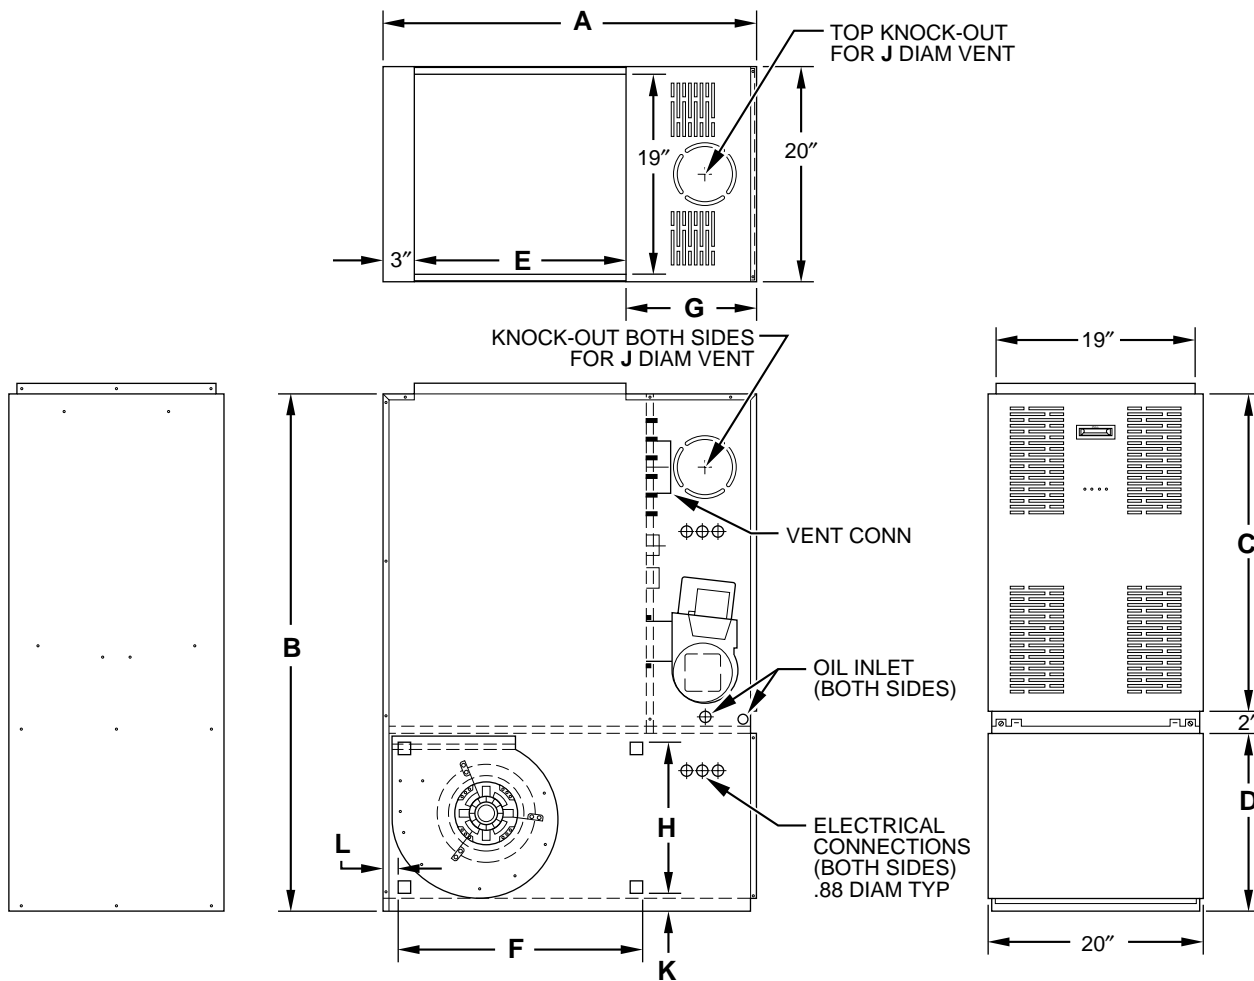 A
TOP KNOCK-OUT
FOR J DIAM VENT
19″
20″
3″
E
G
KNOCK-OUT BOTH SIDES
FOR J DIAM VENT
19″
VENT CONN
C
B
OIL INLET
(BOTH SIDES)
2″
D
H
L
ELECTRICAL
CONNECTIONS
(BOTH SIDES)
.88 DIAM TYP
F
K
20″